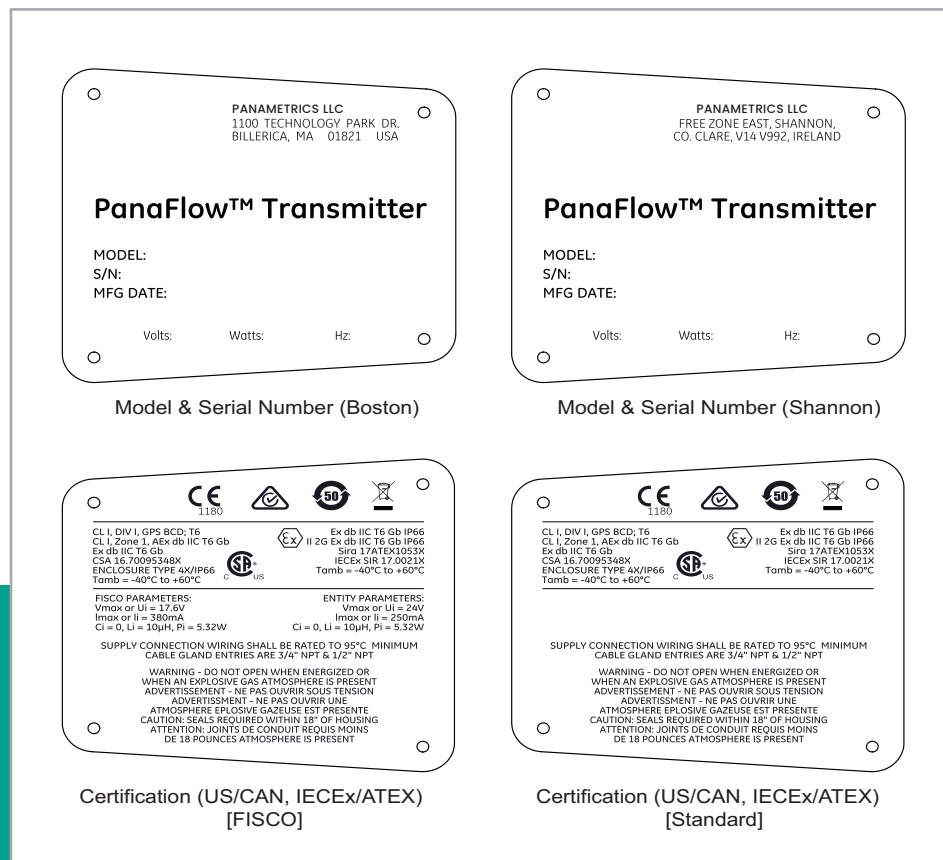 PANAMETRICS LLC
1100 TECHNOLOGY PARK DR.
BILLERICA, MA 01821 USA
PanaFlow™ Transmitter
MODEL:
S/N:
MFG DATE:
Volts: Watts: Hz:
Model & Serial Number (Boston)
PANAMETRICS LLC
FREE ZONE EAST, SHANNON,
CO. CLARE, V14 V992, IRELAND
PanaFlow™ Transmitter
MODEL:
S/N:
MFG DATE:
Volts: Watts: Hz:
Model & Serial Number (Shannon)
CE
1180
50
CL I, DIV I, GPS BCD; T6
CL I, Zone 1, AEx db IIC T6 Gb
Ex db IIC T6 Gb
CSA 16.70095348X
ENCLOSURE TYPE 4X/IP66
Tamb = -40°C to +60°C
C SA® US
Ex
Ex db IIC T6 Gb IP66
II 2G Ex db IIC T6 Gb IP66
Sira 17ATEX1053X
IECEx SIR 17.0021X
Tamb = -40°C to +60°C
FISCO PARAMETERS:
Vmax or Ui = 17.6V
Imax or Ii = 380mA
Ci = 0, Li = 10µH, Pi = 5.32W
ENTITY PARAMETERS:
Vmax or Ui = 24V
Imax or Ii = 250mA
Ci = 0, Li = 10µH, Pi = 5.32W
SUPPLY CONNECTION WIRING SHALL BE RATED TO 95°C MINIMUM
CABLE GLAND ENTRIES ARE 3/4" NPT & 1/2" NPT
WARNING - DO NOT OPEN WHEN ENERGIZED OR
WHEN AN EXPLOSIVE GAS ATMOSPHERE IS PRESENT
ADVERTISSEMENT - NE PAS OUVRIR SOUS TENSION
ADVERTISSMENT - NE PAS OUVRIR UNE
ATMOSPHERE EPLOSIVE GAZEUSE EST PRESENTE
CAUTION: SEALS REQUIRED WITHIN 18" OF HOUSING
ATTENTION: JOINTS DE CONDUIT REQUIS MOINS
DE 18 POUNCES ATMOSPHERE IS PRESENT
Certification (US/CAN, IECEx/ATEX)
[FISCO]
CE
1180
50
CL I, DIV I, GPS BCD; T6
CL I, Zone 1, AEx db IIC T6 Gb
Ex db IIC T6 Gb
CSA 16.70095348X
ENCLOSURE TYPE 4X/IP66
Tamb = -40°C to +60°C
C SA® US
Ex
Ex db IIC T6 Gb IP66
II 2G Ex db IIC T6 Gb IP66
Sira 17ATEX1053X
IECEx SIR 17.0021X
Tamb = -40°C to +60°C
SUPPLY CONNECTION WIRING SHALL BE RATED TO 95°C MINIMUM
CABLE GLAND ENTRIES ARE 3/4" NPT & 1/2" NPT
WARNING - DO NOT OPEN WHEN ENERGIZED OR
WHEN AN EXPLOSIVE GAS ATMOSPHERE IS PRESENT
ADVERTISSEMENT - NE PAS OUVRIR SOUS TENSION
ADVERTISSMENT - NE PAS OUVRIR UNE
ATMOSPHERE EPLOSIVE GAZEUSE EST PRESENTE
CAUTION: SEALS REQUIRED WITHIN 18" OF HOUSING
ATTENTION: JOINTS DE CONDUIT REQUIS MOINS
DE 18 POUNCES ATMOSPHERE IS PRESENT
Certification (US/CAN, IECEx/ATEX)
[Standard]